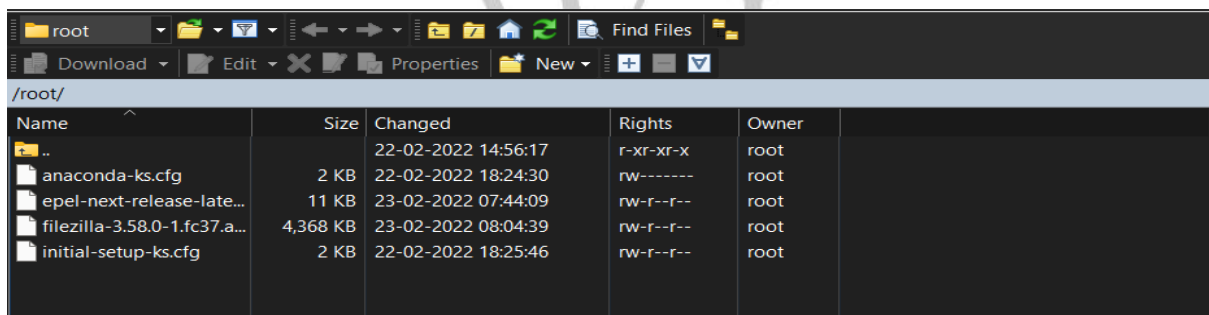 root Find Files
Download Edit Properties New
/root/
Name Size Changed Rights Owner
.. 22-02-2022 14:56:17 r-xr-xr-x root
anaconda-ks.cfg 2 KB 22-02-2022 18:24:30 rw------- root
epel-next-release-late... 11 KB 23-02-2022 07:44:09 rw-r--r-- root
filezilla-3.58.0-1.fc37.a... 4,368 KB 23-02-2022 08:04:39 rw-r--r-- root
initial-setup-ks.cfg 2 KB 22-02-2022 18:25:46 rw-r--r-- root